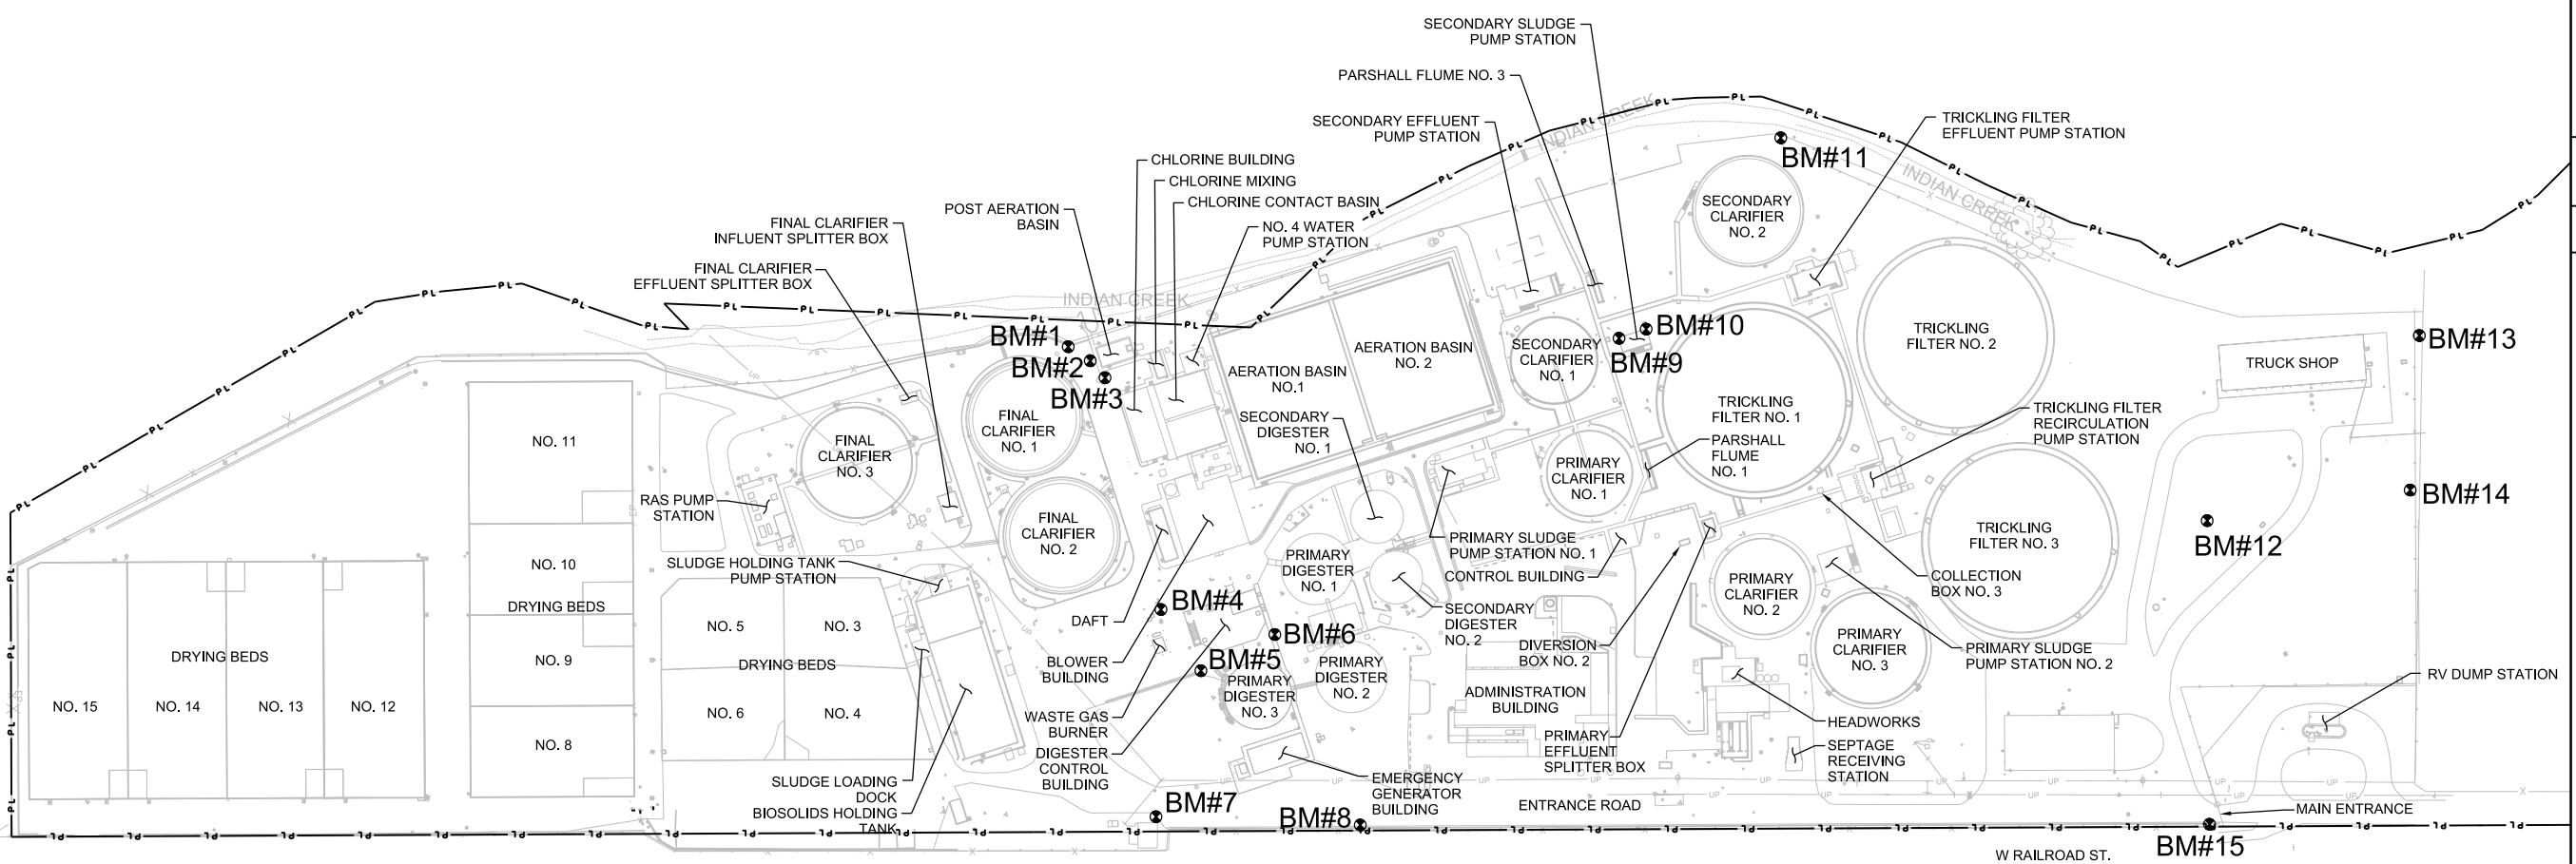 SECONDARY SLUDGE
PUMP STATION
PARSHALL FLUME NO. 3
SECONDARY EFFLUENT
PUMP STATION
TRICKLING FILTER
EFFLUENT PUMP STATION
INDIAN CREEK
BM#11
INDIAN CREEK
CHLORINE BUILDING
CHLORINE MIXING
CHLORINE CONTACT BASIN
NO. 4 WATER
PUMP STATION
POST AERATION
BASIN
FINAL CLARIFIER
INFLUENT SPLITTER BOX
FINAL CLARIFIER
EFFLUENT SPLITTER BOX
INDIAN CREEK
SECONDARY
CLARIFIER
NO. 2
BM#1
BM#2
BM#3
BM#10
BM#9
BM#13
AERATION BASIN
NO.1
AERATION BASIN
NO. 2
SECONDARY
CLARIFIER
NO. 1
TRICKLING
FILTER NO. 2
TRUCK SHOP
TRICKLING
FILTER NO. 1
SECONDARY
DIGESTER
NO. 1
PARSHALL
FLUME
NO. 1
TRICKLING FILTER
RECIRCULATION
PUMP STATION
NO. 11
FINAL
CLARIFIER
NO. 3
FINAL
CLARIFIER
NO. 1
PRIMARY
CLARIFIER
NO. 1
RAS PUMP
STATION
FINAL
CLARIFIER
NO. 2
BM#14
BM#12
TRICKLING
FILTER NO. 3
PRIMARY SLUDGE
PUMP STATION NO. 1
CONTROL BUILDING
PRIMARY
DIGESTER
NO. 1
SLUDGE HOLDING TANK
PUMP STATION
NO. 10
DRYING BEDS
NO. 9
NO. 8
PRIMARY
CLARIFIER
NO. 2
COLLECTION
BOX NO. 3
BM#4
DAFT
BM#6
SECONDARY
DIGESTER
NO. 2
DIVERSION
BOX NO. 2
PRIMARY
CLARIFIER
NO. 3
PRIMARY SLUDGE
PUMP STATION NO. 2
NO. 5
NO. 3
DRYING BEDS
NO. 6
NO. 4
DRYING BEDS
NO. 15
NO. 14
NO. 13
NO. 12
BLOWER
BUILDING
BM#5
PRIMARY
DIGESTER
NO. 3
PRIMARY
DIGESTER
NO. 2
ADMINISTRATION
BUILDING
RV DUMP STATION
WASTE GAS
BURNER
DIGESTER
CONTROL
BUILDING
PRIMARY
EFFLUENT
SPLITTER BOX
HEADWORKS
SEPTAGE
RECEIVING
STATION
SLUDGE LOADING
DOCK
BIOSOLIDS HOLDING
TANK
EMERGENCY
GENERATOR
BUILDING
ENTRANCE ROAD
MAIN ENTRANCE
BM#7
BM#8
BM#15
W RAILROAD ST.